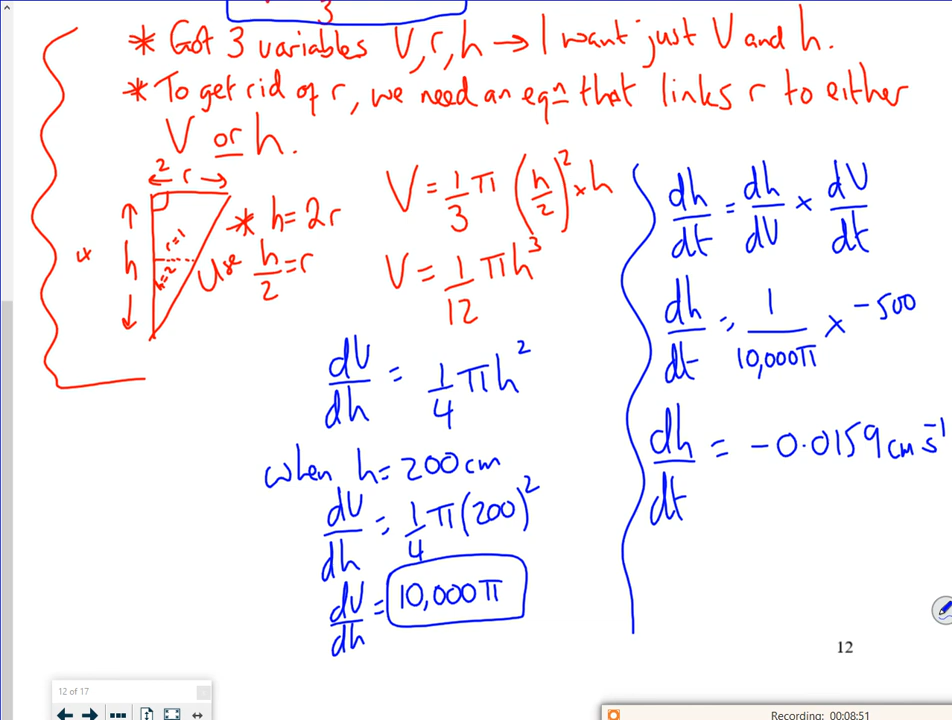 3
* Got 3 variables V, r, h → I want just V and h.
* To get rid of r, we need an eqn that links r to either
V or h.
2
← r →
↑ h ↓
r=1
h=2
* h = 2r
Use h/2 = r
V = 1/3 π (h/2)² × h
V = 1/12 πh³
dV/dh = 1/4 πh²
when h = 200 cm
dV/dh = 1/4 π(200)²
dV/dh = 10,000π
dh/dt = dh/dV × dV/dt
dh/dt = 1/10,000π × -500
dh/dt = -0.0159 cm s⁻¹
12
12 of 17
Recording: 00:08:51